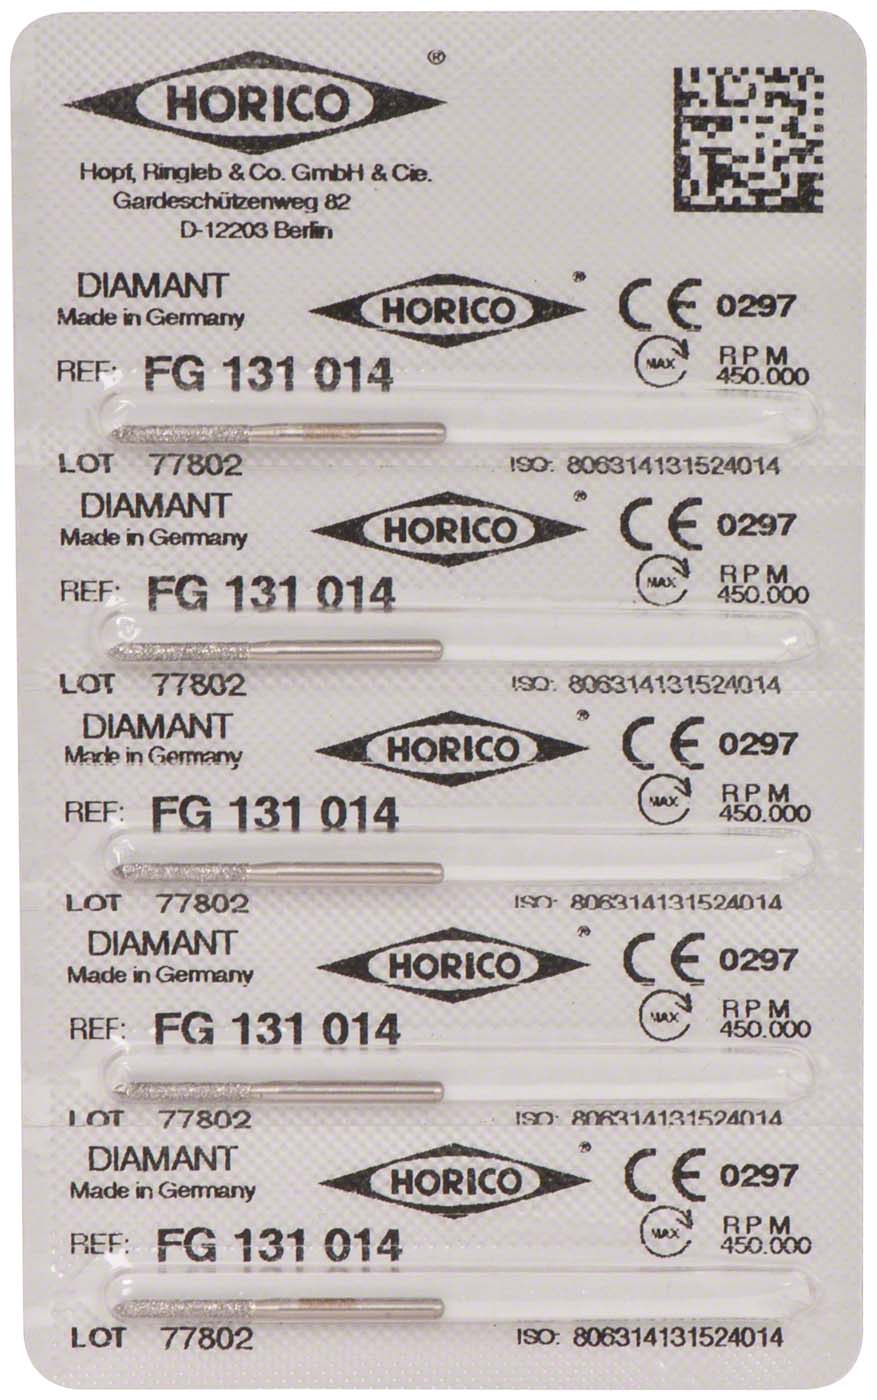 HORICO ®
Hopf, Ringleb & Co. GmbH & Cie.
Gardeschützenweg 82
D-12203 Berlin
DIAMANT HORICO ® CE 0297
Made in Germany
MAX RPM
REF: FG 131 014 450.000
LOT 77802 ISO: 806314131524014
DIAMANT HORICO ® CE 0297
Made in Germany
MAX RPM
REF: FG 131 014 450.000
LOT 77802 ISO: 806314131524014
DIAMANT HORICO ® CE 0297
Made in Germany
MAX RPM
REF: FG 131 014 450.000
LOT 77802 ISO: 806314131524014
DIAMANT HORICO ® CE 0297
Made in Germany
MAX RPM
REF: FG 131 014 450.000
LOT 77802 ISO: 806314131524014
DIAMANT HORICO ® CE 0297
Made in Germany
MAX RPM
REF: FG 131 014 450.000
LOT 77802 ISO: 806314131524014